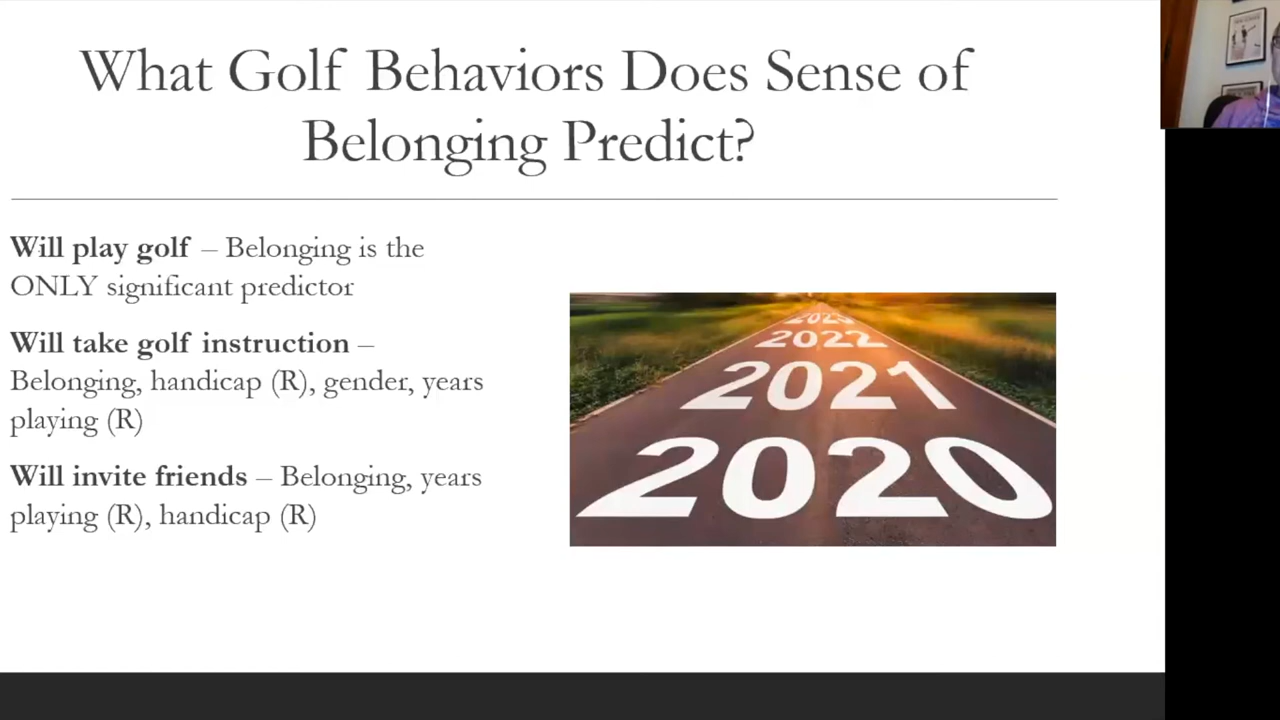 What Golf Behaviors Does Sense of
Belonging Predict?
Will play golf – Belonging is the
ONLY significant predictor
Will take golf instruction –
Belonging, handicap (R), gender, years
playing (R)
Will invite friends – Belonging, years
playing (R), handicap (R)
2022
2021
2020